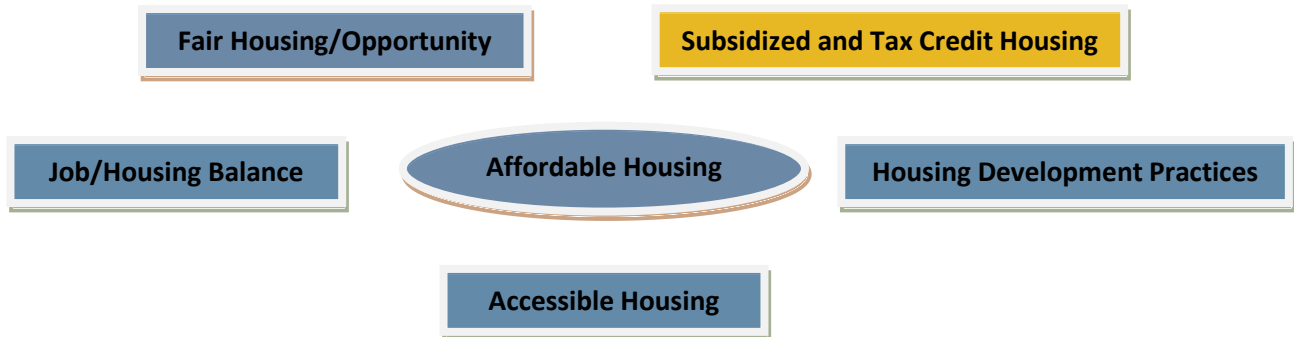 Fair Housing/Opportunity
Subsidized and Tax Credit Housing
Job/Housing Balance
Affordable Housing
Housing Development Practices
Accessible Housing